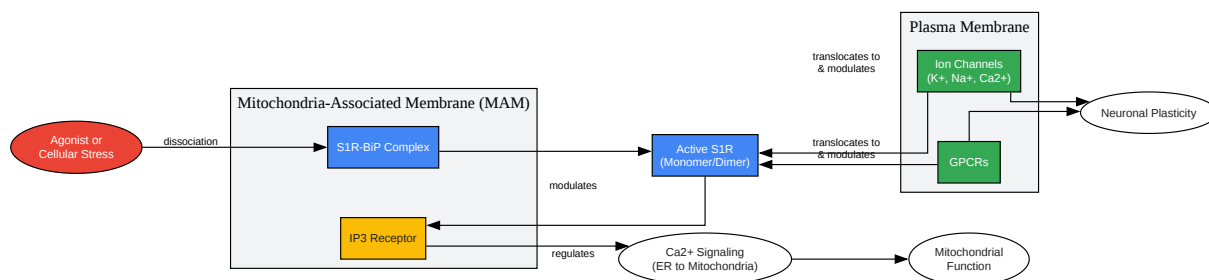 Plasma Membrane
translocates to
& modulates
Ion Channels
(K+, Na+, Ca2+)
Mitochondria-Associated Membrane (MAM)
Neuronal Plasticity
Agonist or
Cellular Stress
dissociation
S1R-BiP Complex
Active S1R
(Monomer/Dimer)
translocates to
& modulates
GPCRs
modulates
IP3 Receptor
regulates
Ca2+ Signaling
(ER to Mitochondria)
Mitochondrial
Function